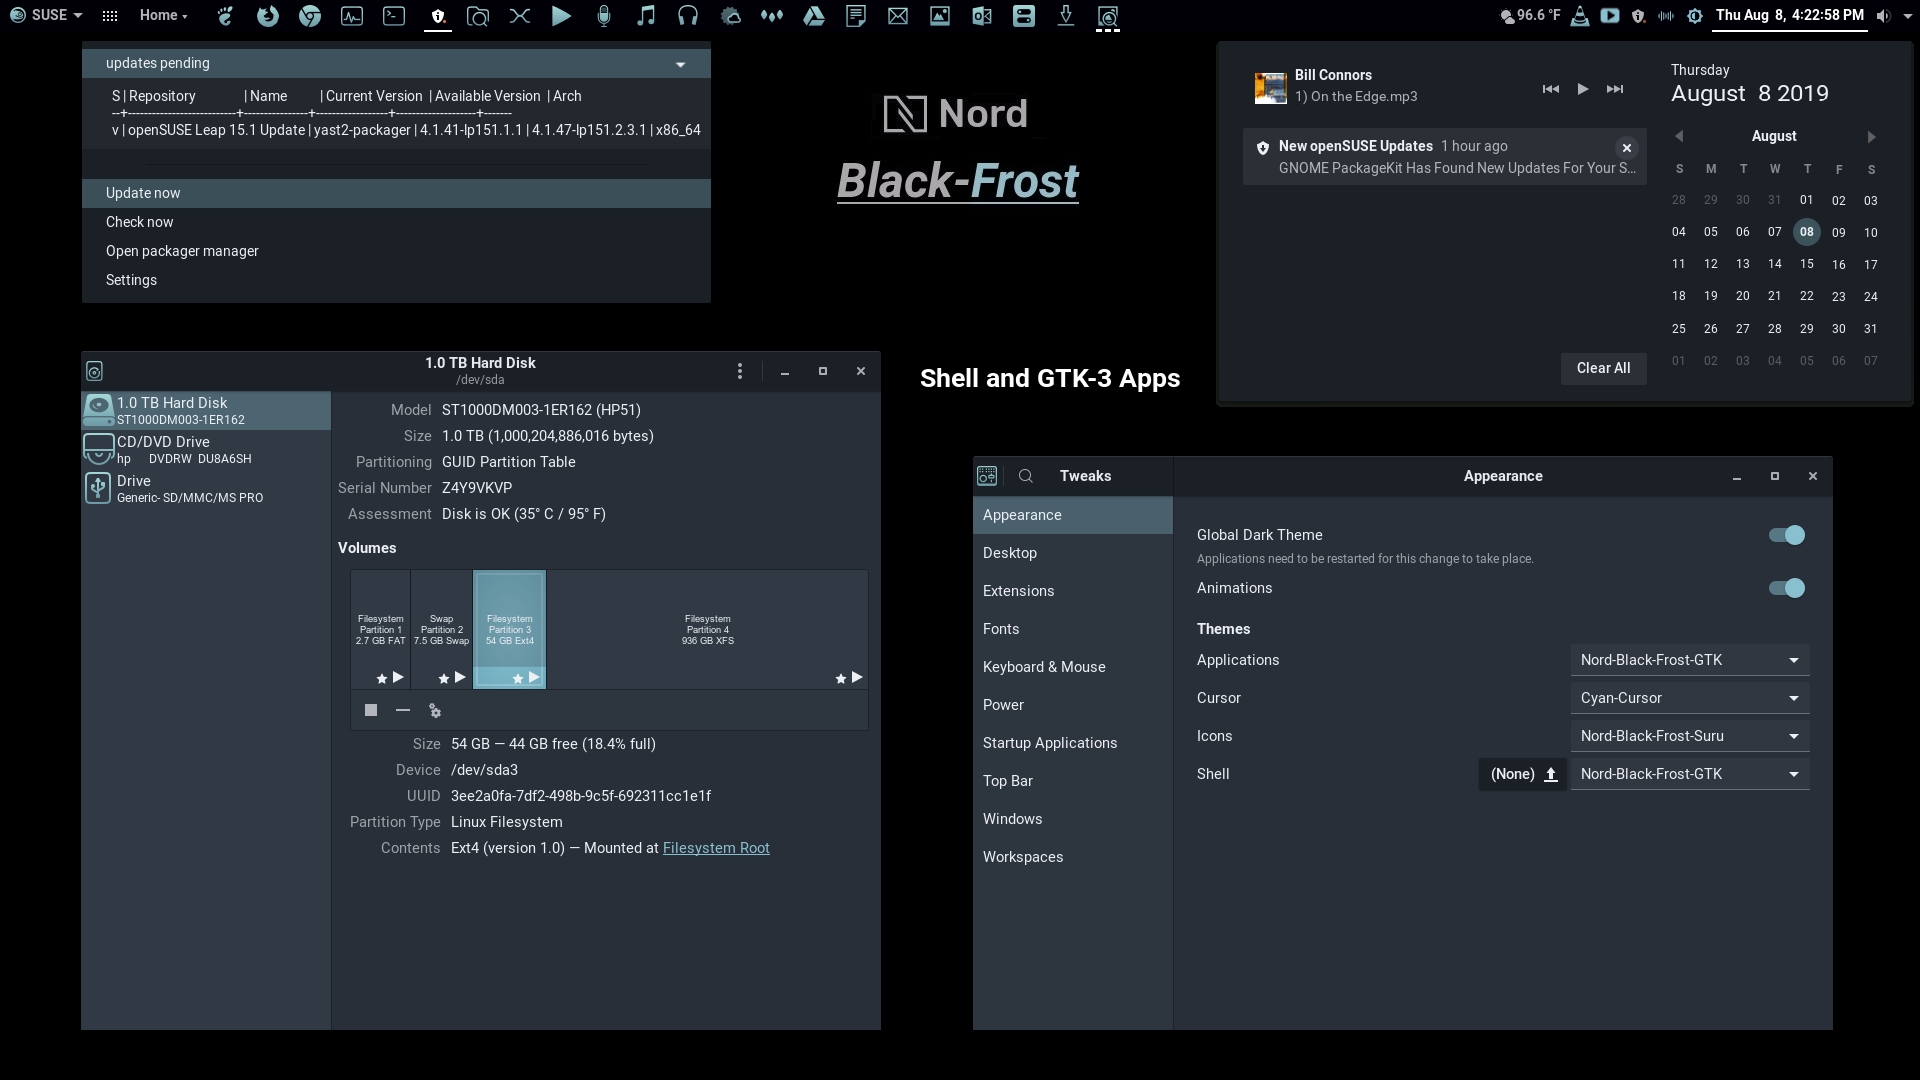 SUSE
Home
96.6 °F
Thu Aug 8, 4:22:58 PM
updates pending
S | Repository | Name | Current Version | Available Version | Arch
--+---------------------------+----------------+------------------+--------------------+-------
v | openSUSE Leap 15.1 Update | yast2-packager | 4.1.41-lp151.1.1 | 4.1.47-lp151.2.3.1 | x86_64
Update now
Check now
Open packager manager
Settings
Nord
Black-Frost
Bill Connors
1) On the Edge.mp3
New openSUSE Updates 1 hour ago
GNOME PackageKit Has Found New Updates For Your S...
Clear All
Thursday
August 8 2019
August
S M T W T F S
28 29 30 31 01 02 03
04 05 06 07 08 09 10
11 12 13 14 15 16 17
18 19 20 21 22 23 24
25 26 27 28 29 30 31
01 02 03 04 05 06 07
Shell and GTK-3 Apps
1.0 TB Hard Disk
/dev/sda
1.0 TB Hard Disk
ST1000DM003-1ER162
CD/DVD Drive
hp DVDRW DU8A6SH
Drive
Generic- SD/MMC/MS PRO
Model ST1000DM003-1ER162 (HP51)
Size 1.0 TB (1,000,204,886,016 bytes)
Partitioning GUID Partition Table
Serial Number Z4Y9VKVP
Assessment Disk is OK (35° C / 95° F)
Volumes
Filesystem
Partition 1
2.7 GB FAT
Swap
Partition 2
7.5 GB Swap
Filesystem
Partition 3
54 GB Ext4
Filesystem
Partition 4
936 GB XFS
Size 54 GB — 44 GB free (18.4% full)
Device /dev/sda3
UUID 3ee2a0fa-7df2-498b-9c5f-692311cc1e1f
Partition Type Linux Filesystem
Contents Ext4 (version 1.0) — Mounted at Filesystem Root
Tweaks
Appearance
Appearance
Desktop
Extensions
Fonts
Keyboard & Mouse
Power
Startup Applications
Top Bar
Windows
Workspaces
Global Dark Theme
Applications need to be restarted for this change to take place.
Animations
Themes
Applications Nord-Black-Frost-GTK
Cursor Cyan-Cursor
Icons Nord-Black-Frost-Suru
Shell (None) Nord-Black-Frost-GTK